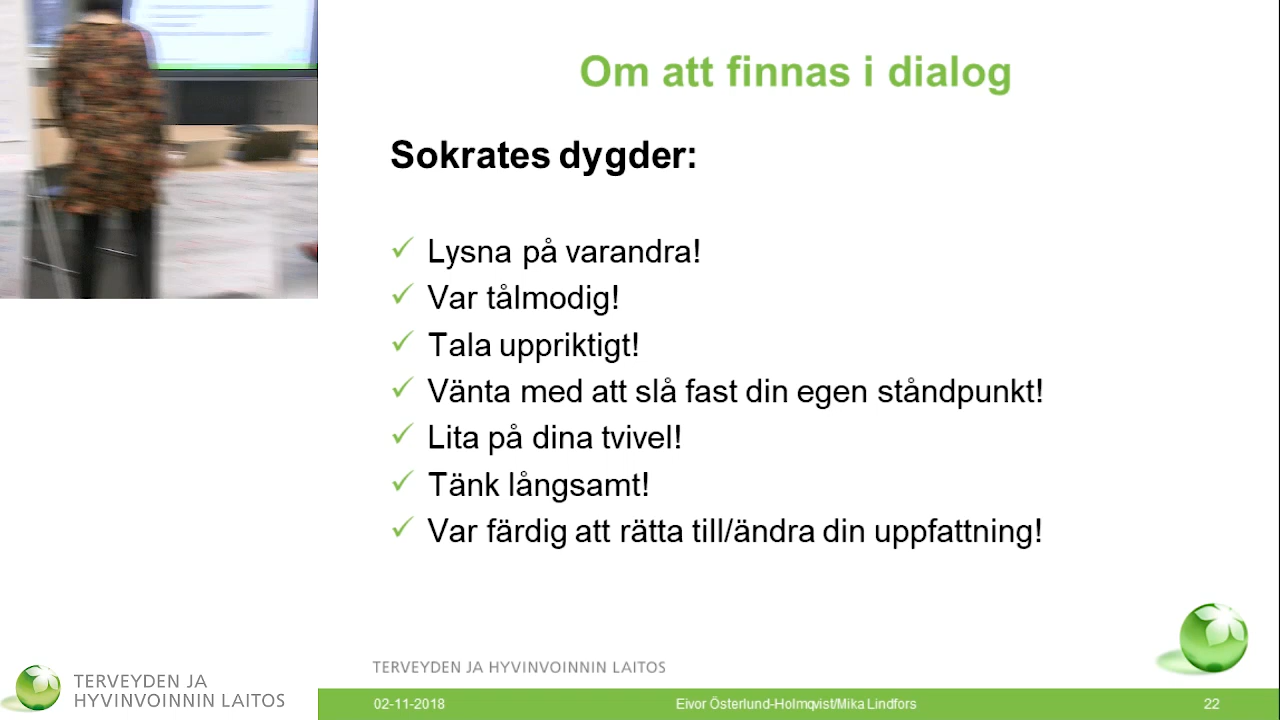 Om att finnas i dialog
Sokrates dygder:
✓ Lysna på varandra!
✓ Var tålmodig!
✓ Tala uppriktigt!
✓ Vänta med att slå fast din egen ståndpunkt!
✓ Lita på dina tvivel!
✓ Tänk långsamt!
✓ Var färdig att rätta till/ändra din uppfattning!
TERVEYDEN JA HYVINVOINNIN LAITOS
TERVEYDEN JA
HYVINVOINNIN LAITOS
02-11-2018 Eivor Österlund-Holmqvist/Mika Lindfors 22